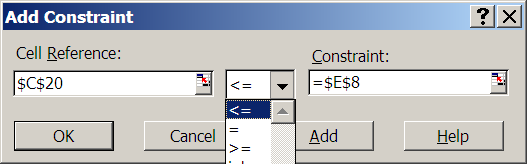 Add Constraint
Cell Reference:
Constraint:
$C$20
<=
=$E$8
<=
=
>=
OK
Cancel
Add
Help